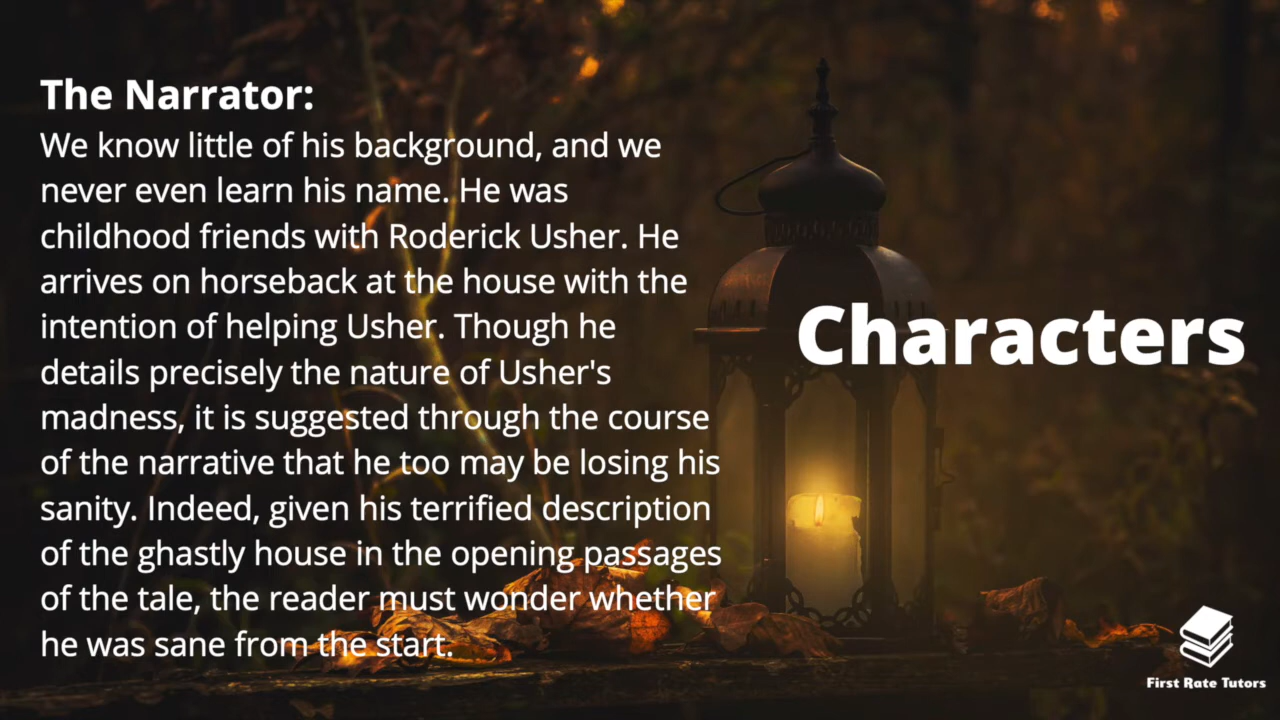 The Narrator:
We know little of his background, and we
never even learn his name. He was
childhood friends with Roderick Usher. He
arrives on horseback at the house with the
intention of helping Usher. Though he
details precisely the nature of Usher's
madness, it is suggested through the course
of the narrative that he too may be losing his
sanity. Indeed, given his terrified description
of the ghastly house in the opening passages
of the tale, the reader must wonder whether
he was sane from the start.
Characters
First Rate Tutors